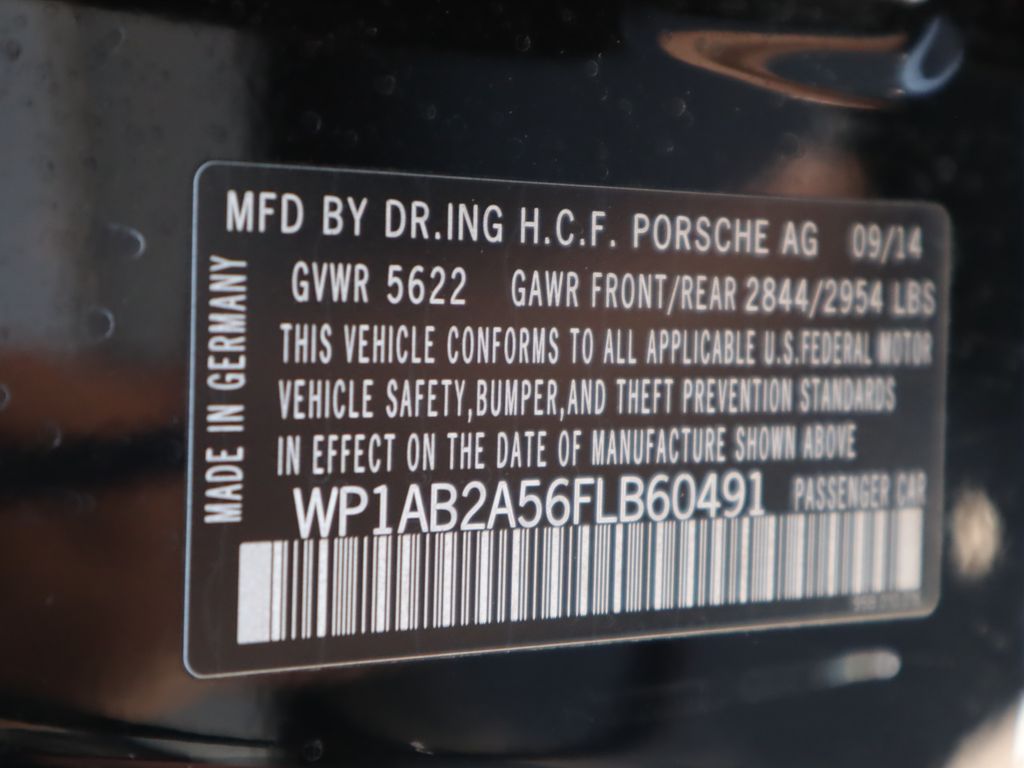 MFD BY DR.ING H.C.F. PORSCHE AG 09/14
GVWR 5622 GAWR FRONT/REAR 2844/2954 LBS
THIS VEHICLE CONFORMS TO ALL APPLICABLE U.S.FEDERAL MOTOR
VEHICLE SAFETY,BUMPER,AND THEFT PREVENTION STANDARDS
IN EFFECT ON THE DATE OF MANUFACTURE SHOWN ABOVE
WP1AB2A56FLB60491 PASSENGER CAR
MADE IN GERMANY